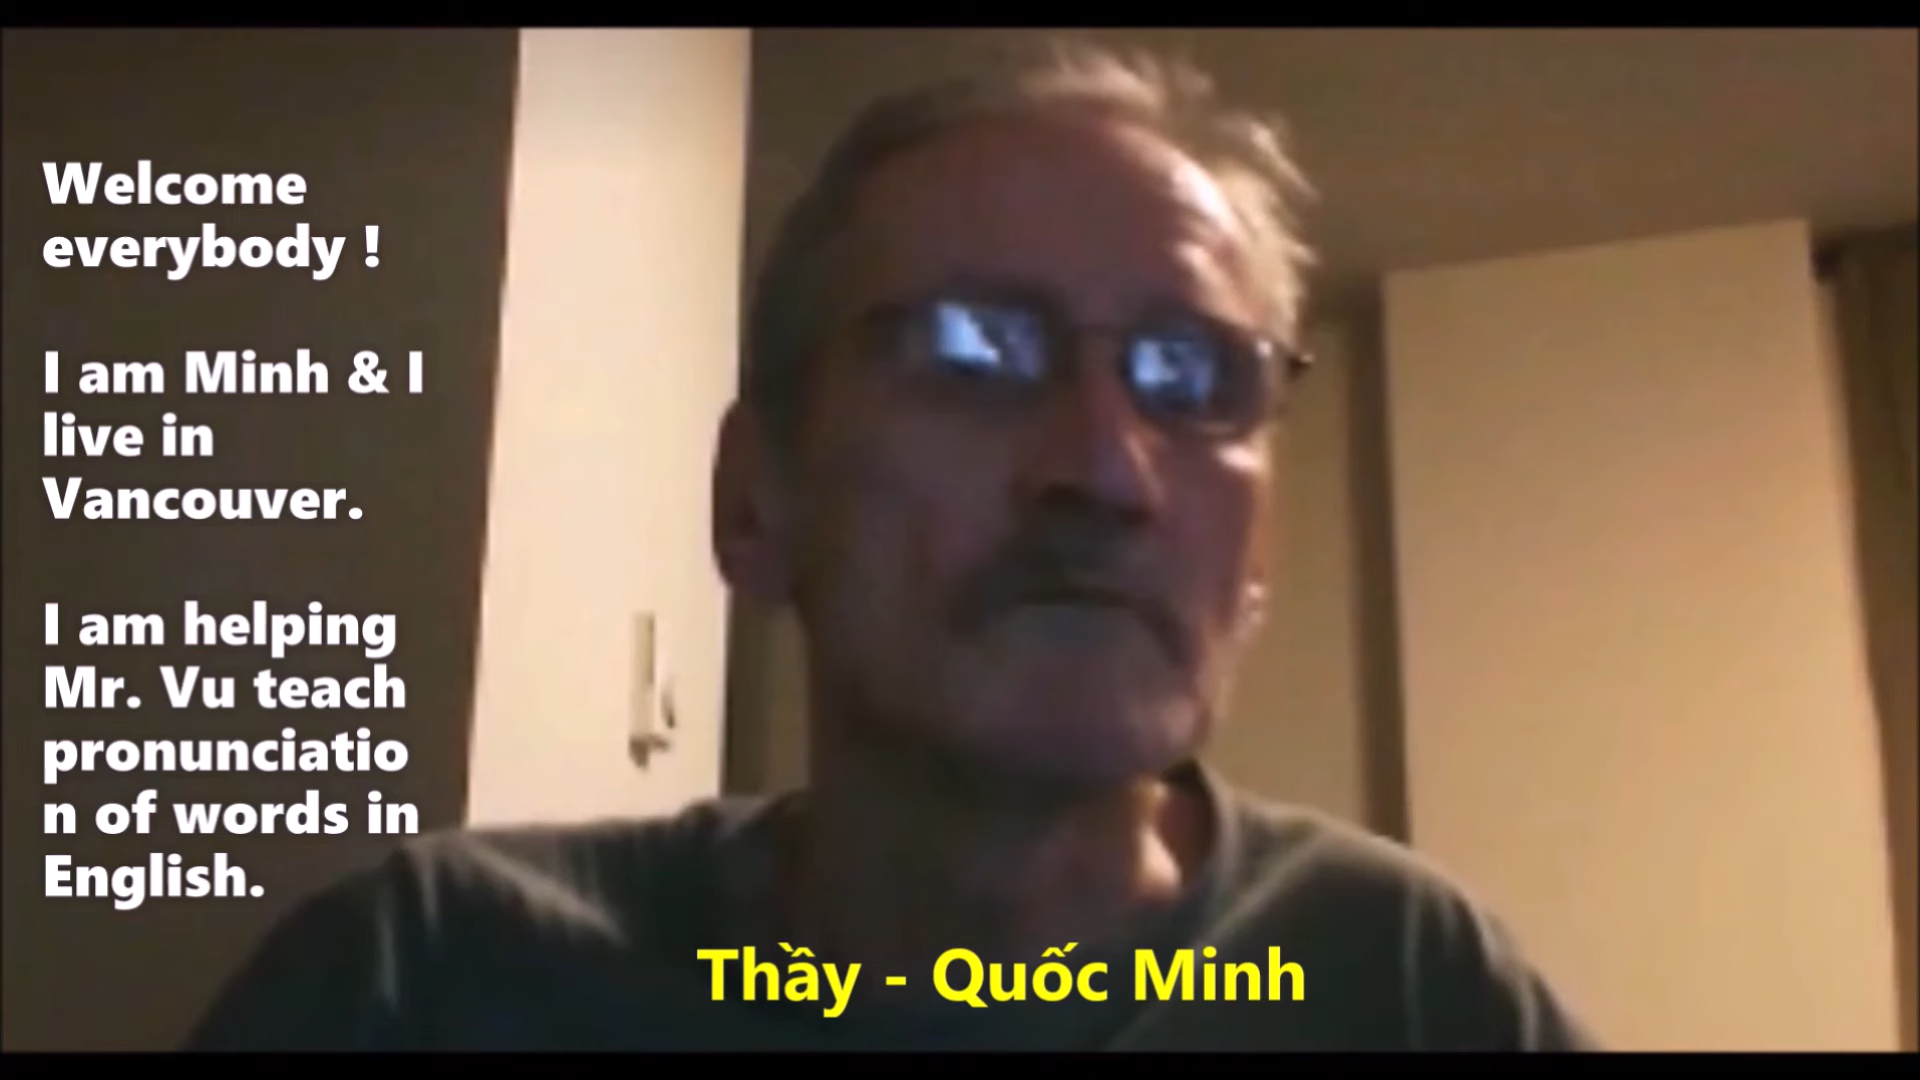 Welcome
everybody !
I am Minh & I
live in
Vancouver.
I am helping
Mr. Vu teach
pronunciatio
n of words in
English.
Thầy - Quốc Minh